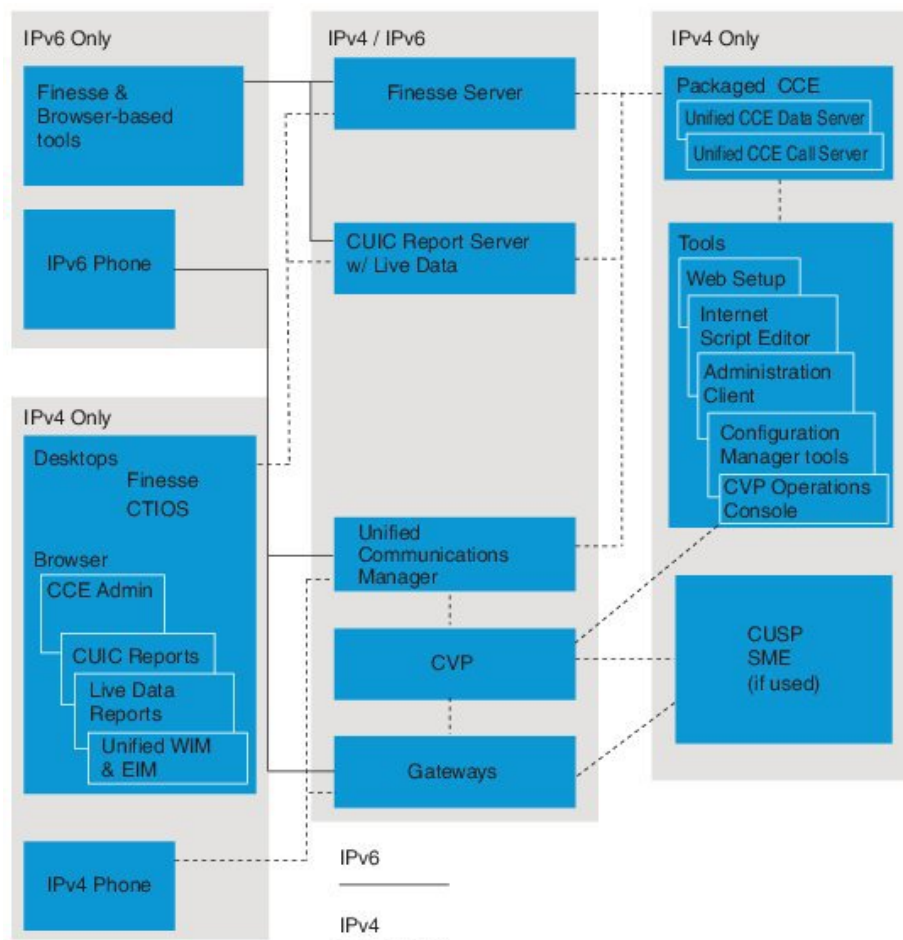 IPv6 Only
Finesse &
Browser-based
tools
IPv6 Phone
IPv4 Only
Desktops
Finesse
CTIOS
Browser
CCE Admin
CUIC Reports
Live Data
Reports
Unified WIM
& EIM
IPv4 Phone
IPv4 / IPv6
Finesse Server
CUIC Report Server
w/ Live Data
Unified
Communications
Manager
CVP
Gateways
IPv6
IPv4
IPv4 Only
Packaged CCE
Unified CCE Data Server
Unified CCE Call Server
Tools
Web Setup
Internet
Script Editor
Administration
Client
Configuration
Manager tools
CVP Operations
Console
CUSP
SME
(if used)